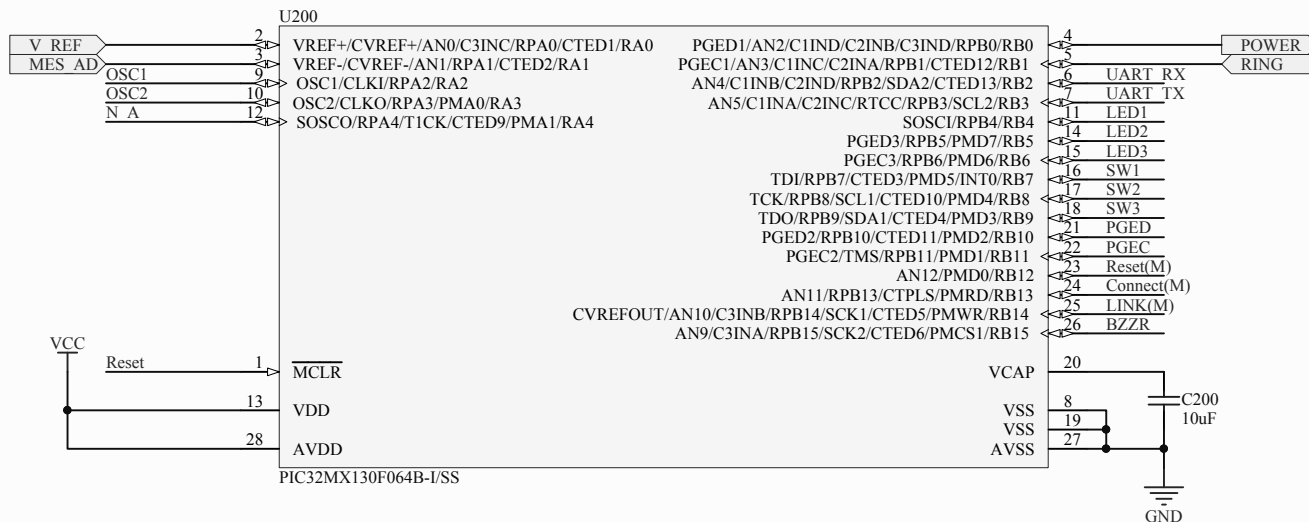 U200
V_REF 2 VREF+/CVREF+/AN0/C3INC/RPA0/CTED1/RA0 PGED1/AN2/C1IND/C2INB/C3IND/RPB0/RB0 4 POWER
MES_AD 3 VREF-/CVREF-/AN1/RPA1/CTED2/RA1 PGEC1/AN3/C1INC/C2INA/RPB1/CTED12/RB1 5 RING
OSC1 9 OSC1/CLKI/RPA2/RA2 AN4/C1INB/C2IND/RPB2/SDA2/CTED13/RB2 6 UART_RX
OSC2 10 OSC2/CLKO/RPA3/PMA0/RA3 AN5/C1INA/C2INC/RTCC/RPB3/SCL2/RB3 7 UART_TX
N_A 12 SOSCO/RPA4/T1CK/CTED9/PMA1/RA4 SOSCI/RPB4/RB4 11 LED1
PGED3/RPB5/PMD7/RB5 14 LED2
PGEC3/RPB6/PMD6/RB6 15 LED3
TDI/RPB7/CTED3/PMD5/INT0/RB7 16 SW1
TCK/RPB8/SCL1/CTED10/PMD4/RB8 17 SW2
TDO/RPB9/SDA1/CTED4/PMD3/RB9 18 SW3
PGED2/RPB10/CTED11/PMD2/RB10 21 PGED
PGEC2/TMS/RPB11/PMD1/RB11 22 PGEC
AN12/PMD0/RB12 23 Reset(M)
AN11/RPB13/CTPLS/PMRD/RB13 24 Connect(M)
CVREFOUT/AN10/C3INB/RPB14/SCK1/CTED5/PMWR/RB14 25 LINK(M)
AN9/C3INA/RPB15/SCK2/CTED6/PMCS1/RB15 26 BZZR
VCC
Reset 1 MCLR VCAP 20
C200
13 VDD VSS 8
10uF
VSS 19
28 AVDD AVSS 27
PIC32MX130F064B-I/SS
GND